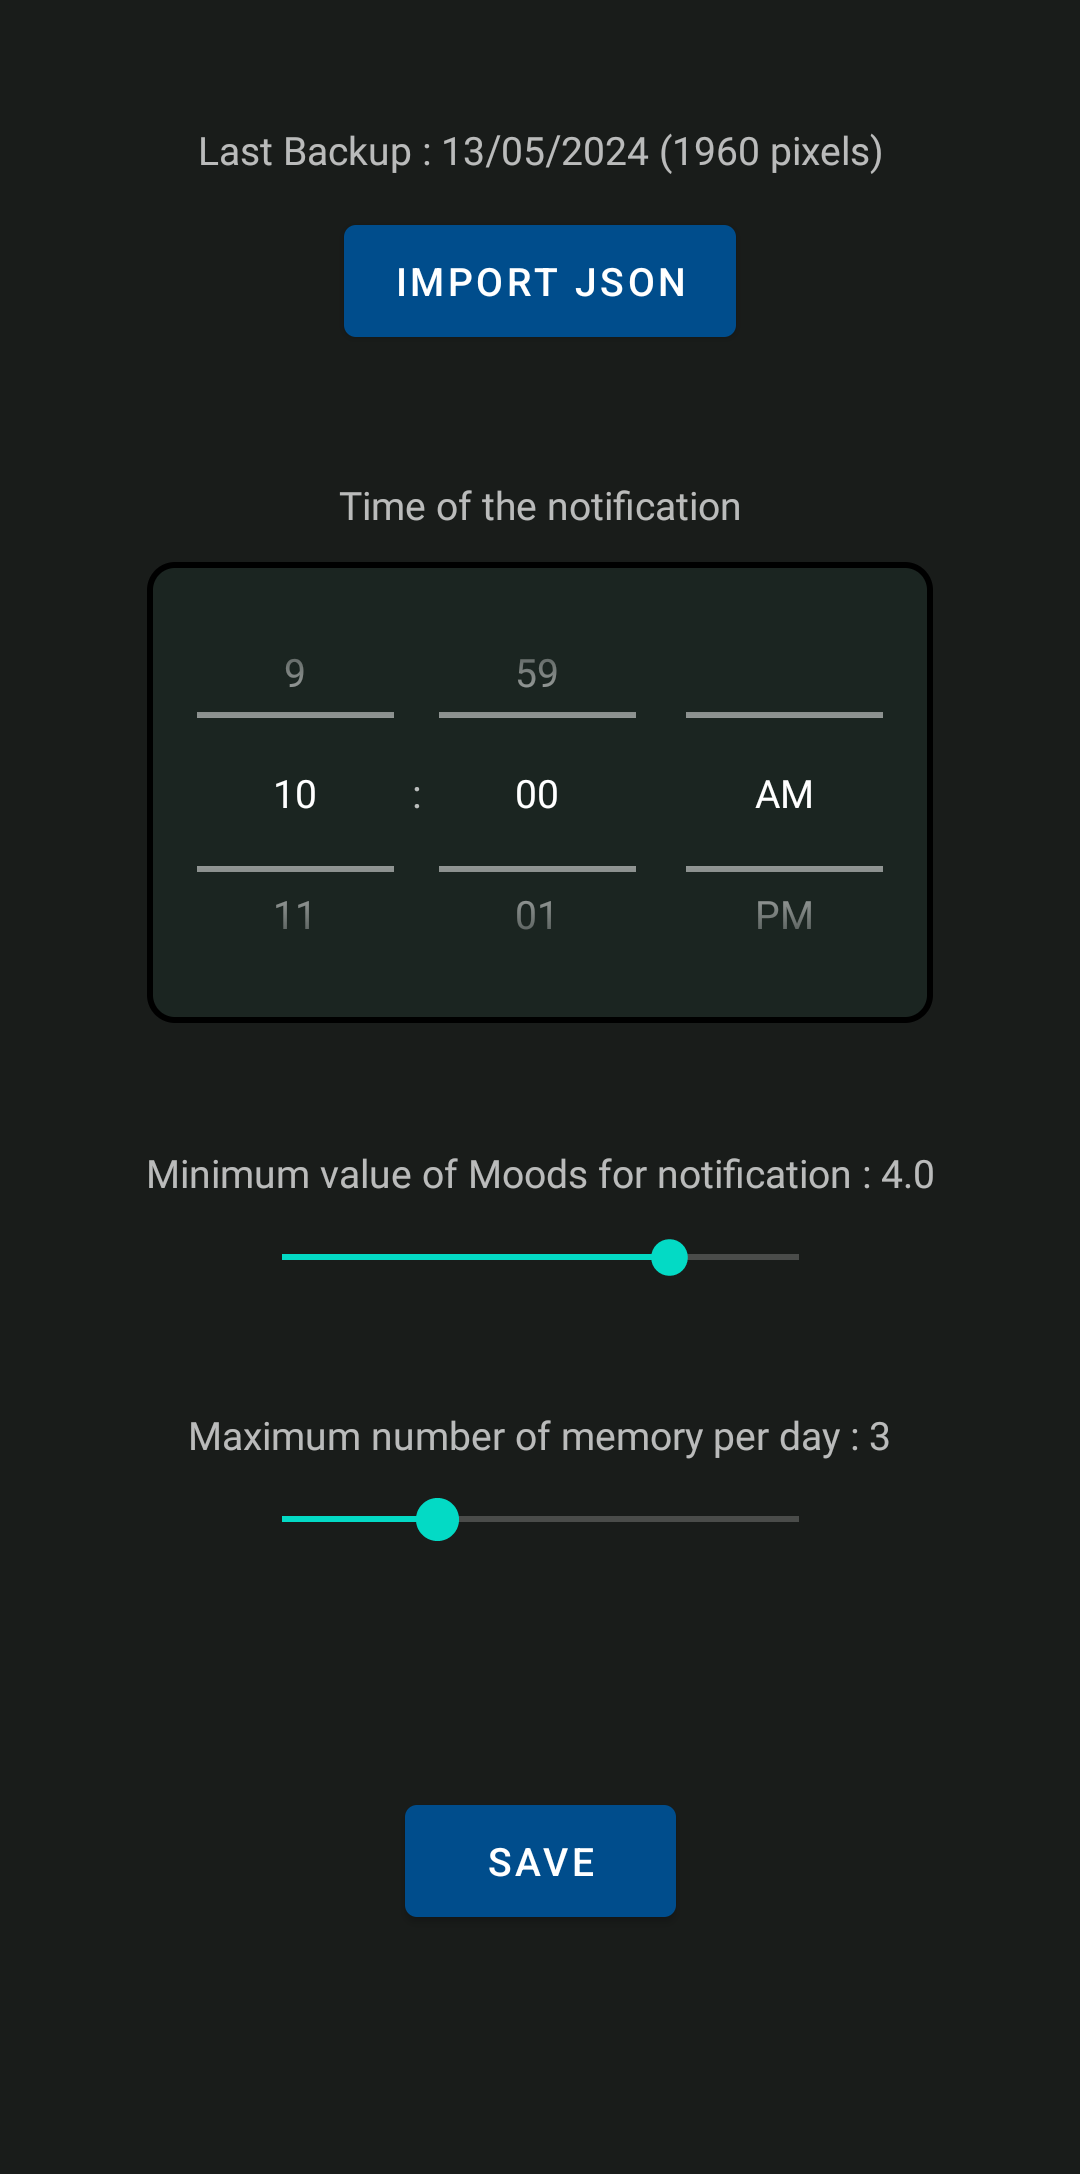 Last Backup : 13/05/2024 (1960 pixels)
IMPORT JSON
Time of the notification
9 59
10 : 00 AM
11 01 PM
Minimum value of Moods for notification : 4.0
Maximum number of memory per day : 3
SAVE